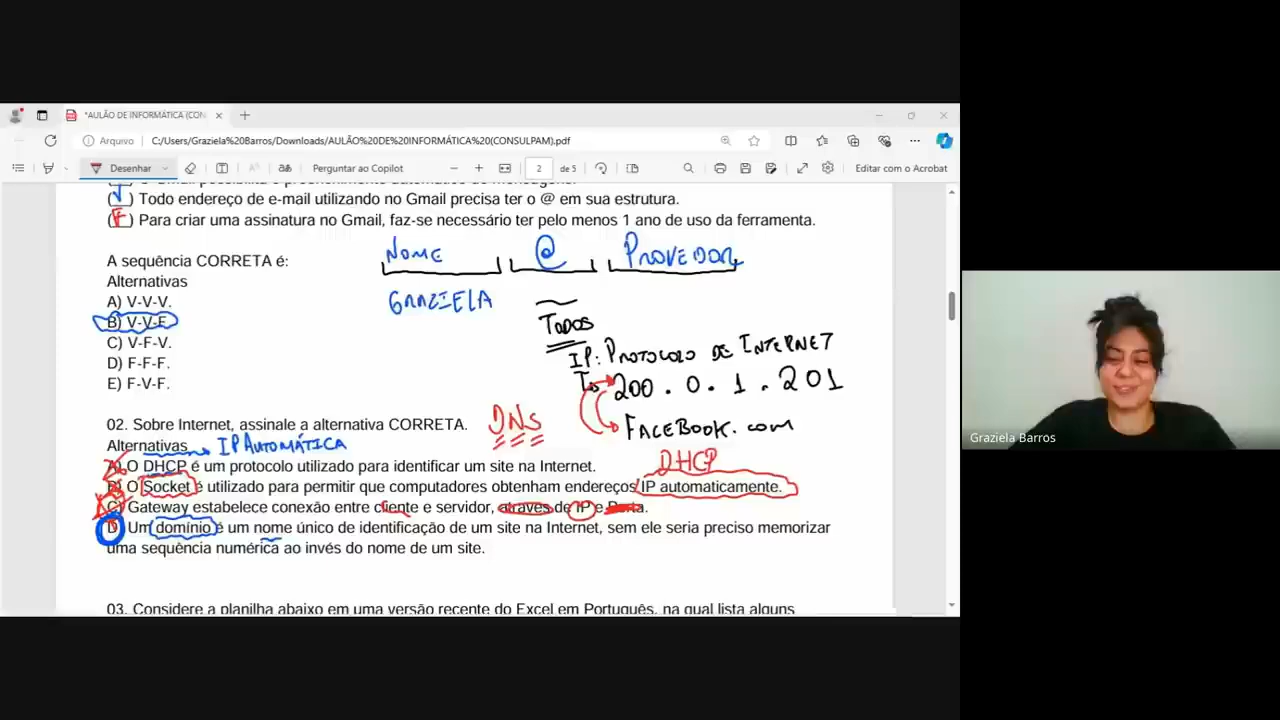 *AULÃO DE INFORMÁTICA (CON
Arquivo C:/Users/Graziela%20Barros/Downloads/AULÃO%20DE%20INFORMÁTICA%20(CONSULPAM).pdf
Desenhar Perguntar ao Copilot 2 de 5 Editar com o Acrobat
(V) Todo endereço de e-mail utilizando no Gmail precisa ter o @ em sua estrutura.
(F) Para criar uma assinatura no Gmail, faz-se necessário ter pelo menos 1 ano de uso da ferramenta.
NOME @ PROVEDOR
A sequência CORRETA é:
Alternativas
A) V-V-V.
GRAZIELA
B) V-V-F.
TODOS
C) V-F-V.
IP: PROTOCOLO DE INTERNET
D) F-F-F.
E) F-V-F.
200.0.1.201
02. Sobre Internet, assinale a alternativa CORRETA.
DNS
FACEBOOK.com
Alternativas
IP AUTOMÁTICA
DHCP
A) O DHCP é um protocolo utilizado para identificar um site na Internet.
B) O Socket é utilizado para permitir que computadores obtenham endereços IP automaticamente.
C) Gateway estabelece conexão entre cliente e servidor, através de IP e Porta.
D) Um domínio é um nome único de identificação de um site na Internet, sem ele seria preciso memorizar
uma sequência numérica ao invés do nome de um site.
03. Considere a planilha abaixo em uma versão recente do Excel em Português, na qual lista alguns
Graziela Barros